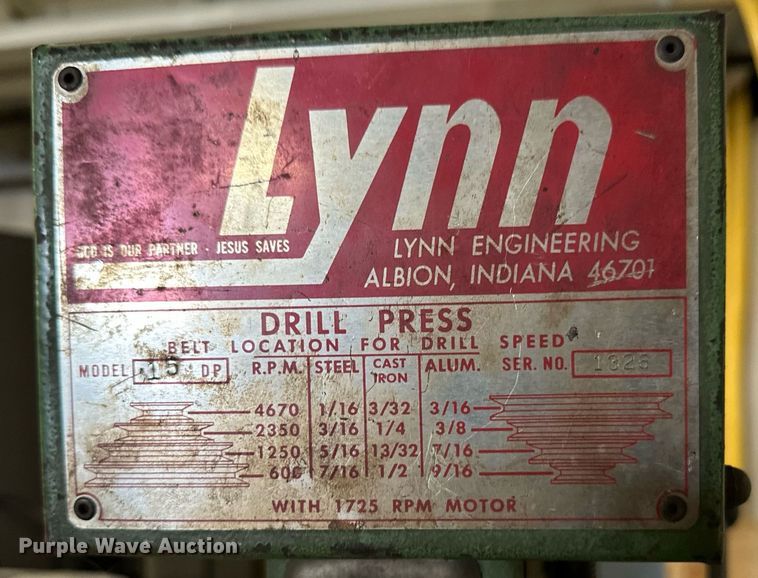 Lynn
GOD IS OUR PARTNER - JESUS SAVES
LYNN ENGINEERING
ALBION, INDIANA 46701
DRILL PRESS
BELT LOCATION FOR DRILL SPEED
MODEL 15 DP R.P.M. STEEL CAST IRON ALUM. SER. NO. 1326
4670 1/16 3/32 3/16
2350 3/16 1/4 3/8
1250 5/16 13/32 7/16
600 7/16 1/2 9/16
WITH 1725 RPM MOTOR
Purple Wave Auction